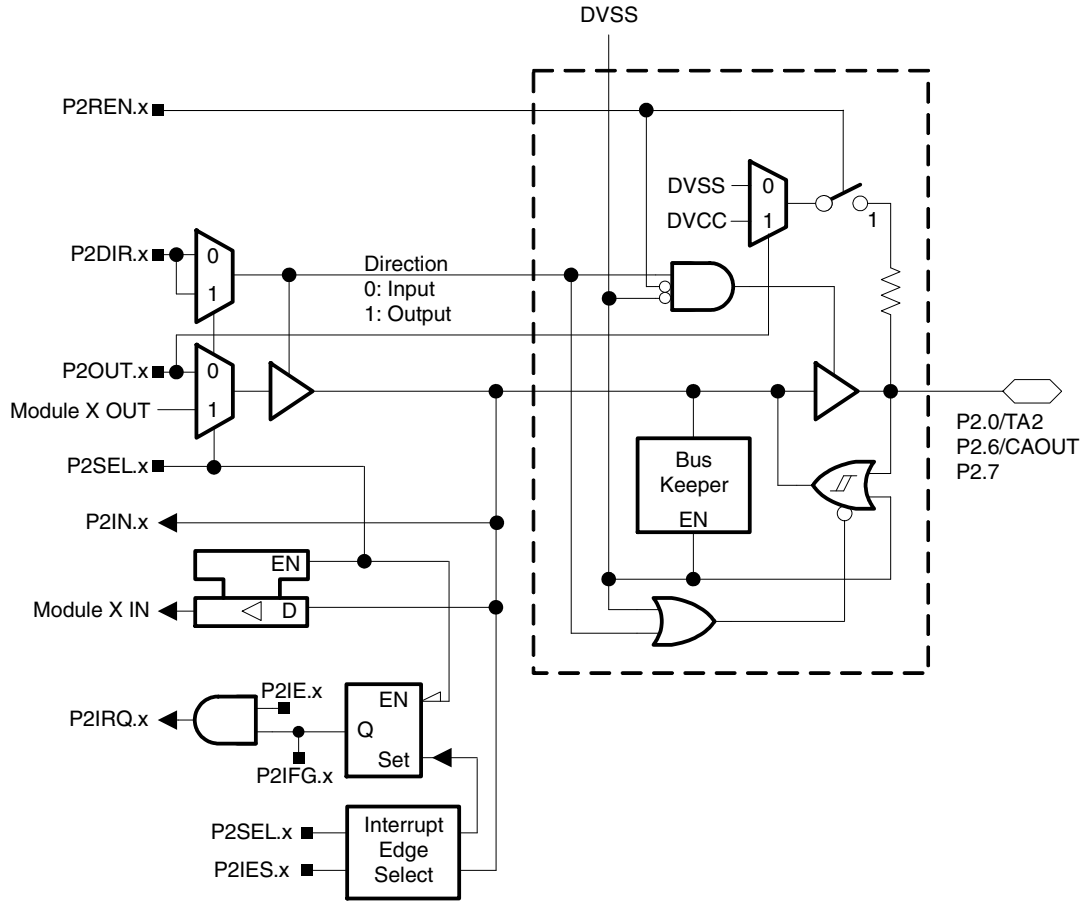 DVSS
P2REN.x
DVSS
0
DVCC
1
1
P2DIR.x
0
1
Direction
0: Input
1: Output
P2OUT.x
0
Module X OUT
1
P2.0/TA2
P2.6/CAOUT
P2.7
P2SEL.x
Bus
Keeper
EN
P2IN.x
EN
Module X IN
D
P2IE.x
EN
P2IRQ.x
Q
Set
P2IFG.x
P2SEL.x
P2IES.x
Interrupt
Edge
Select